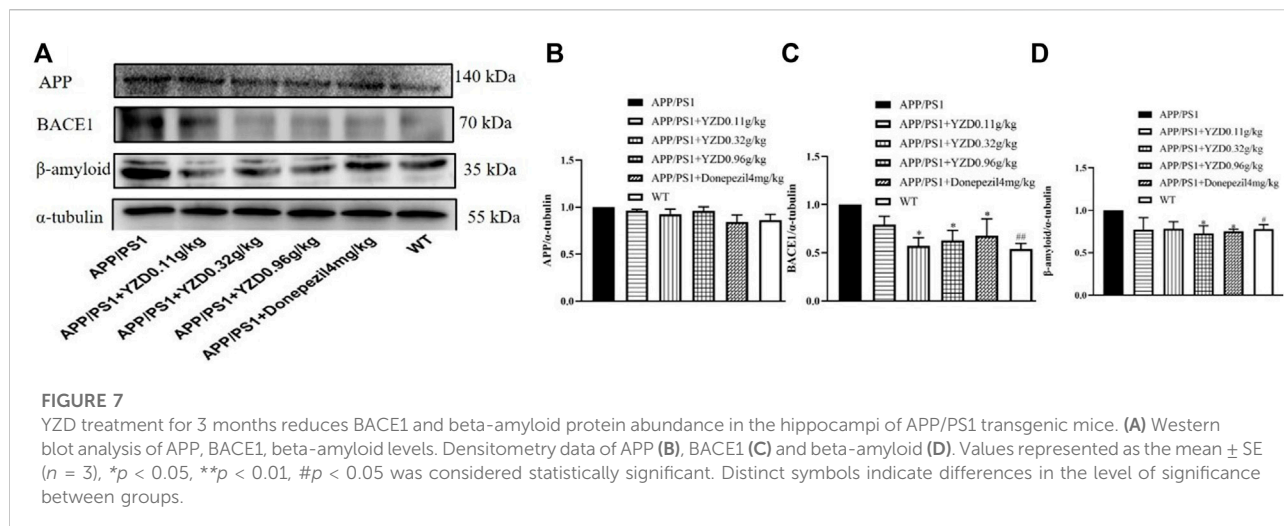 A
APP
140 kDa
BACE1
70 kDa
β-amyloid
35 kDa
α-tubulin
55 kDa
APP/PS1
APP/PS1+YZD0.11g/kg
APP/PS1+YZD0.32g/kg
APP/PS1+YZD0.96g/kg
APP/PS1+Donepezil4mg/kg
WT
B
APP/PS1
APP/PS1+YZD0.11g/kg
APP/PS1+YZD0.32g/kg
APP/PS1+YZD0.96g/kg
APP/PS1+Donepezil4mg/kg
WT
APP/α-tubulin
1.5
1.0
0.5
0.0
C
APP/PS1
APP/PS1+YZD0.11g/kg
APP/PS1+YZD0.32g/kg
APP/PS1+YZD0.96g/kg
APP/PS1+Donepezil4mg/kg
WT
BACE1/α-tubulin
1.5
1.0
0.5
0.0
* * * ##
D
APP/PS1
APP/PS1+YZD0.11g/kg
APP/PS1+YZD0.32g/kg
APP/PS1+YZD0.96g/kg
APP/PS1+Donepezil4mg/kg
WT
β-amyloid/α-tubulin
1.5
1.0
0.5
0.0
* * #
FIGURE 7
YZD treatment for 3 months reduces BACE1 and beta-amyloid protein abundance in the hippocampi of APP/PS1 transgenic mice. (A) Western
blot analysis of APP, BACE1, beta-amyloid levels. Densitometry data of APP (B), BACE1 (C) and beta-amyloid (D). Values represented as the mean ± SE
(n = 3), *p < 0.05, **p < 0.01, #p < 0.05 was considered statistically significant. Distinct symbols indicate differences in the level of significance
between groups.